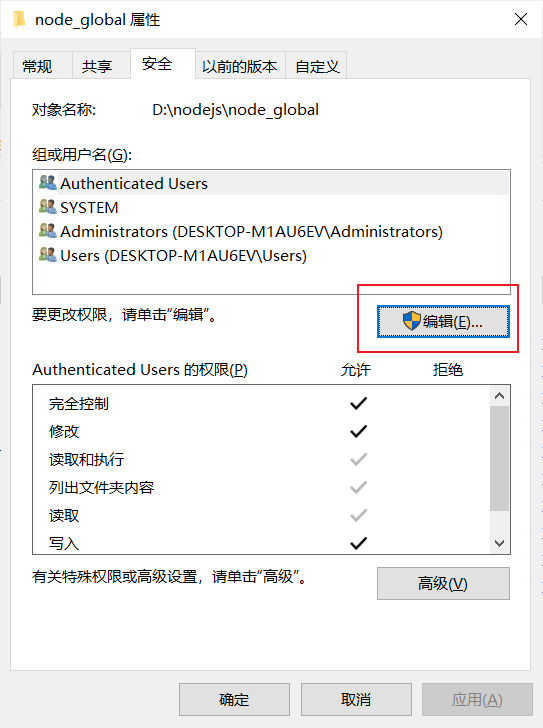 node_global 属性
常规 共享 安全 以前的版本 自定义
对象名称: D:\nodejs\node_global
组或用户名(G):
Authenticated Users
SYSTEM
Administrators (DESKTOP-M1AU6EV\Administrators)
Users (DESKTOP-M1AU6EV\Users)
要更改权限，请单击“编辑”。
编辑(E)...
Authenticated Users 的权限(P) 允许 拒绝
完全控制
修改
读取和执行
列出文件夹内容
读取
写入
有关特殊权限或高级设置，请单击“高级”。
高级(V)
确定 取消 应用(A)